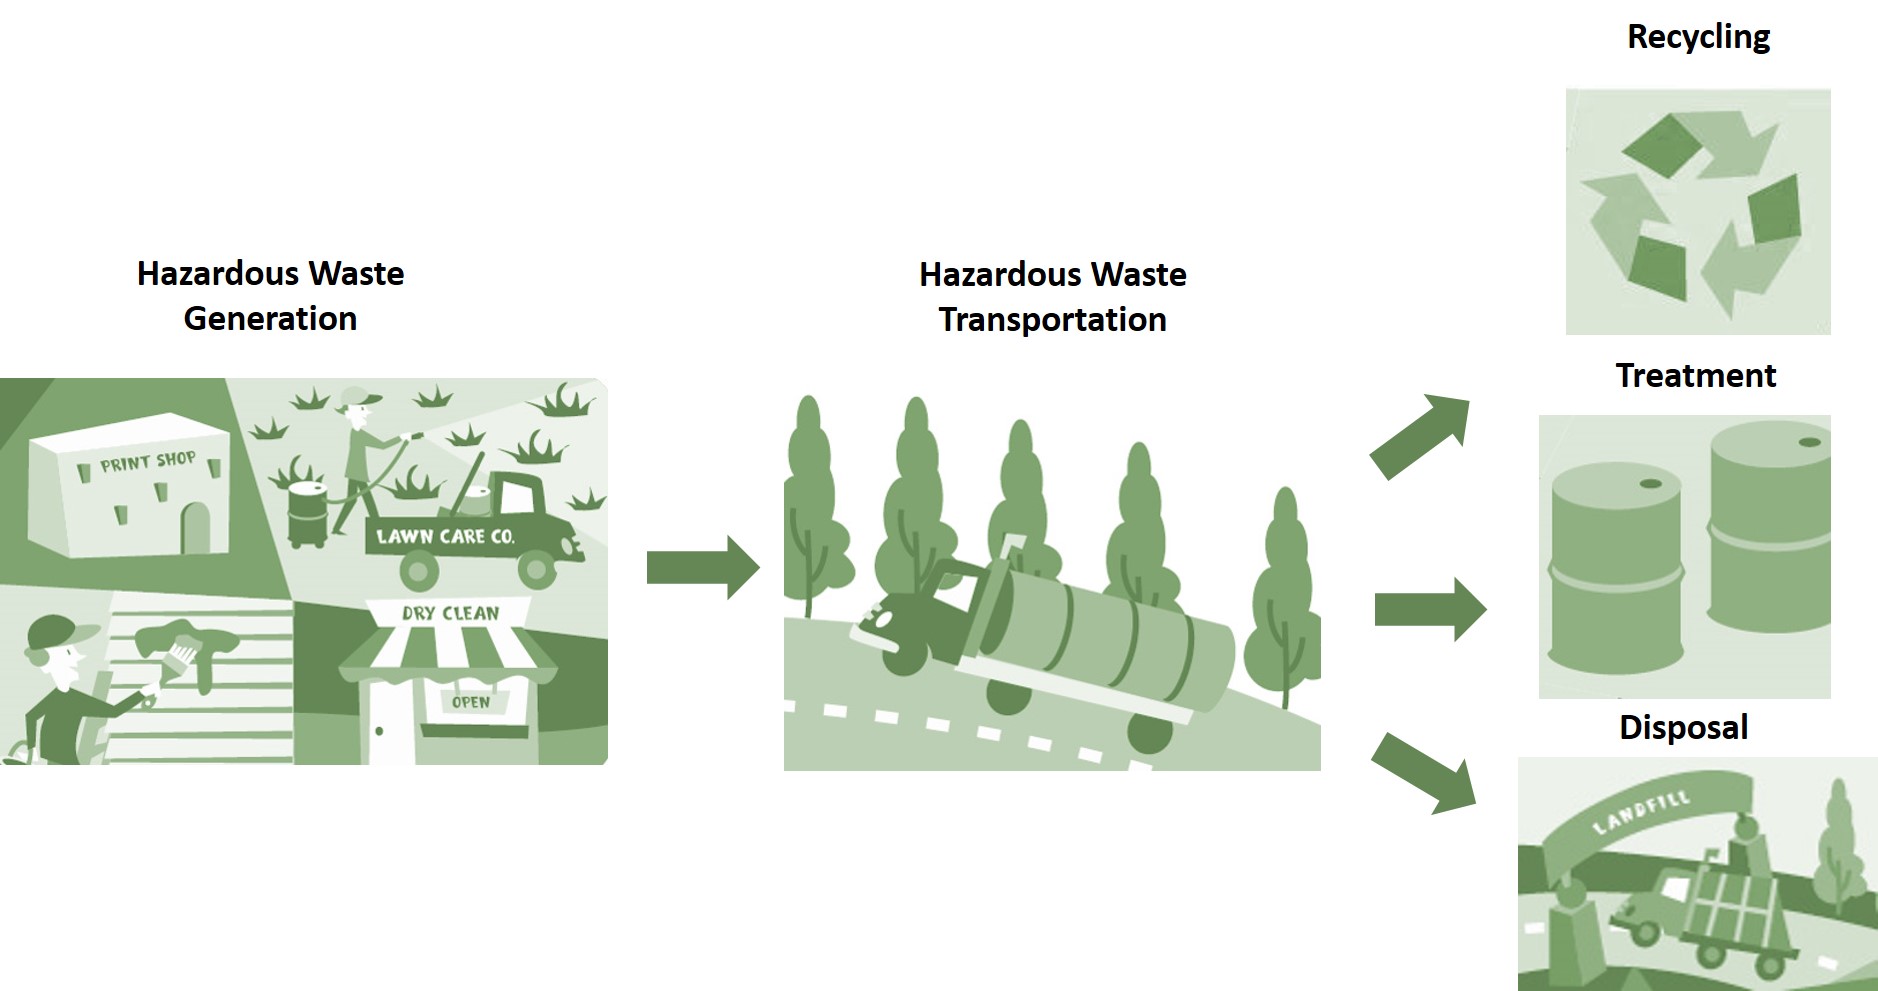 Hazardous Waste
Generation
PRINT SHOP
LAWN CARE CO.
DRY CLEAN
OPEN
Hazardous Waste
Transportation
Recycling
Treatment
Disposal
LANDFILL